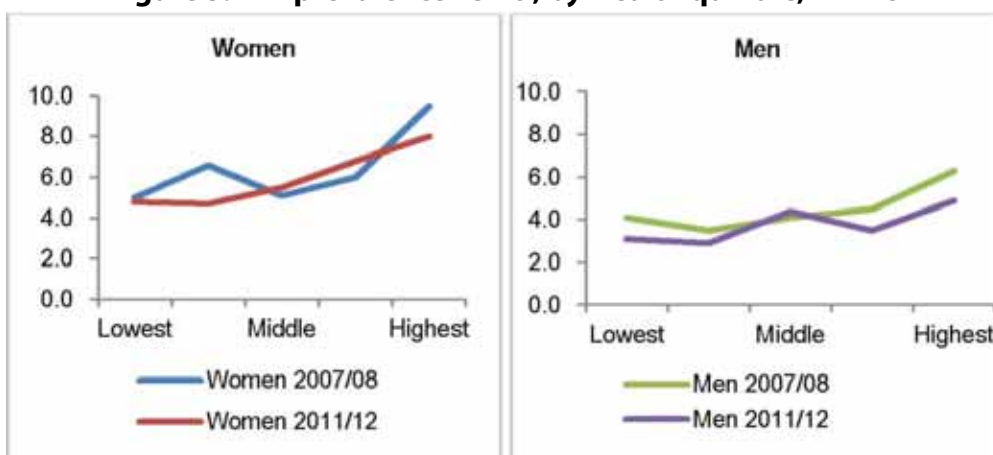 Women
10.0
8.0
6.0
4.0
2.0
0.0
Lowest Middle Highest
Women 2007/08
Women 2011/12
Men
10.0
8.0
6.0
4.0
2.0
0.0
Lowest Middle Highest
Men 2007/08
Men 2011/12